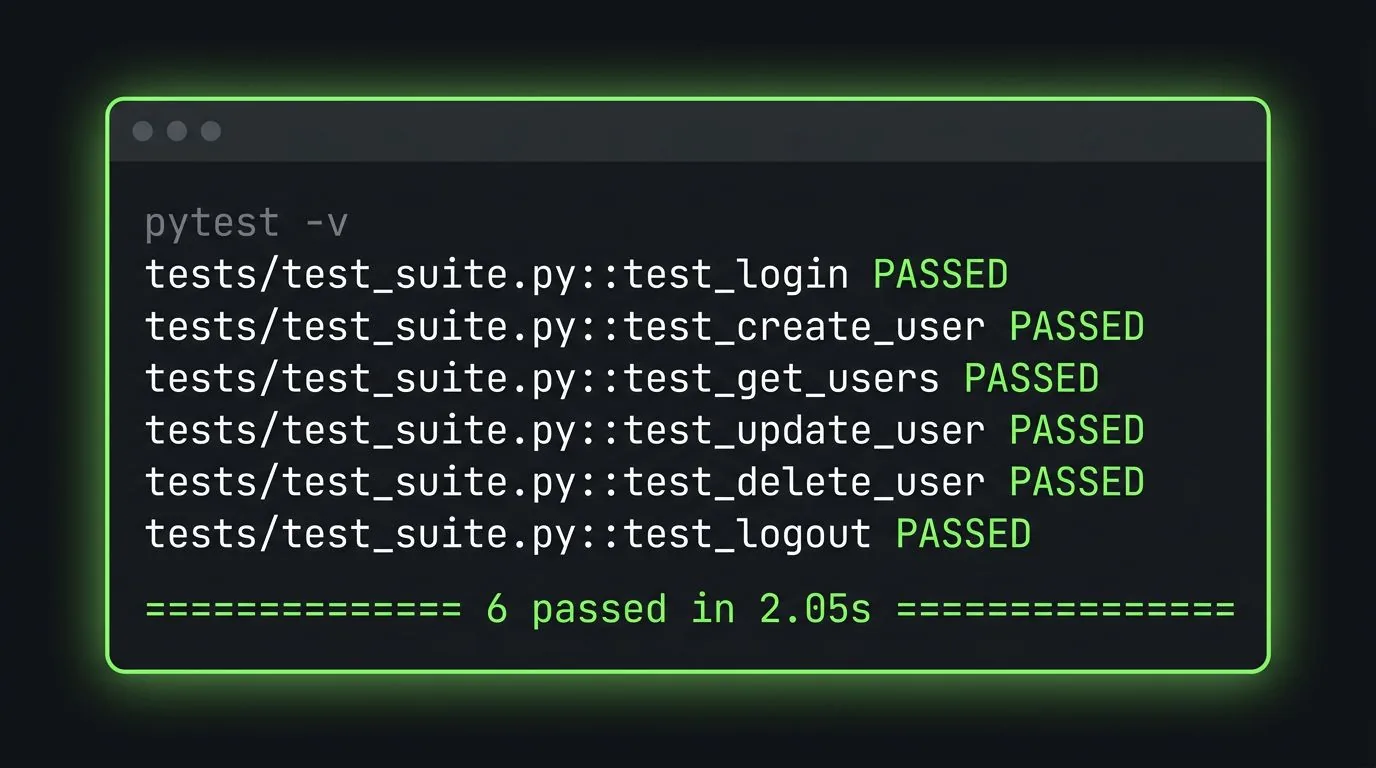 pytest -v
tests/test_suite.py::test_login PASSED
tests/test_suite.py::test_create_user PASSED
tests/test_suite.py::test_get_users PASSED
tests/test_suite.py::test_update_user PASSED
tests/test_suite.py::test_delete_user PASSED
tests/test_suite.py::test_logout PASSED
============== 6 passed in 2.05s ===============